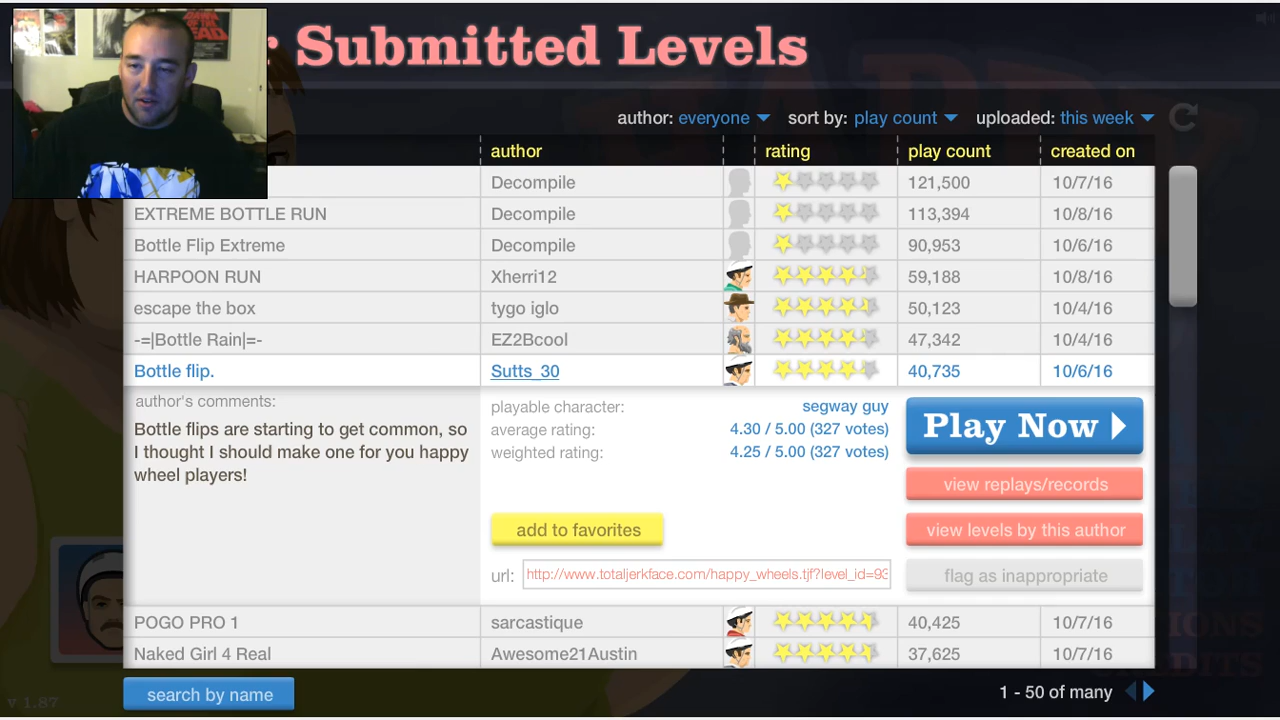 Submitted Levels
author: everyone sort by: play count uploaded: this week
author rating play count created on
Decompile 121,500 10/7/16
EXTREME BOTTLE RUN Decompile 113,394 10/8/16
Bottle Flip Extreme Decompile 90,953 10/6/16
HARPOON RUN Xherri12 59,188 10/8/16
escape the box tygo iglo 50,123 10/4/16
-=|Bottle Rain|=- EZ2Bcool 47,342 10/4/16
Bottle flip. Sutts_30 40,735 10/6/16
author's comments:
Bottle flips are starting to get common, so
I thought I should make one for you happy
wheel players!
playable character: segway guy
average rating: 4.30 / 5.00 (327 votes)
weighted rating: 4.25 / 5.00 (327 votes)
add to favorites
url: http://www.totaljerkface.com/happy_wheels.tjf?level_id=93
Play Now
view replays/records
view levels by this author
flag as inappropriate
POGO PRO 1 sarcastique 40,425 10/7/16
Naked Girl 4 Real Awesome21Austin 37,625 10/7/16
search by name
1 - 50 of many
v 1.87